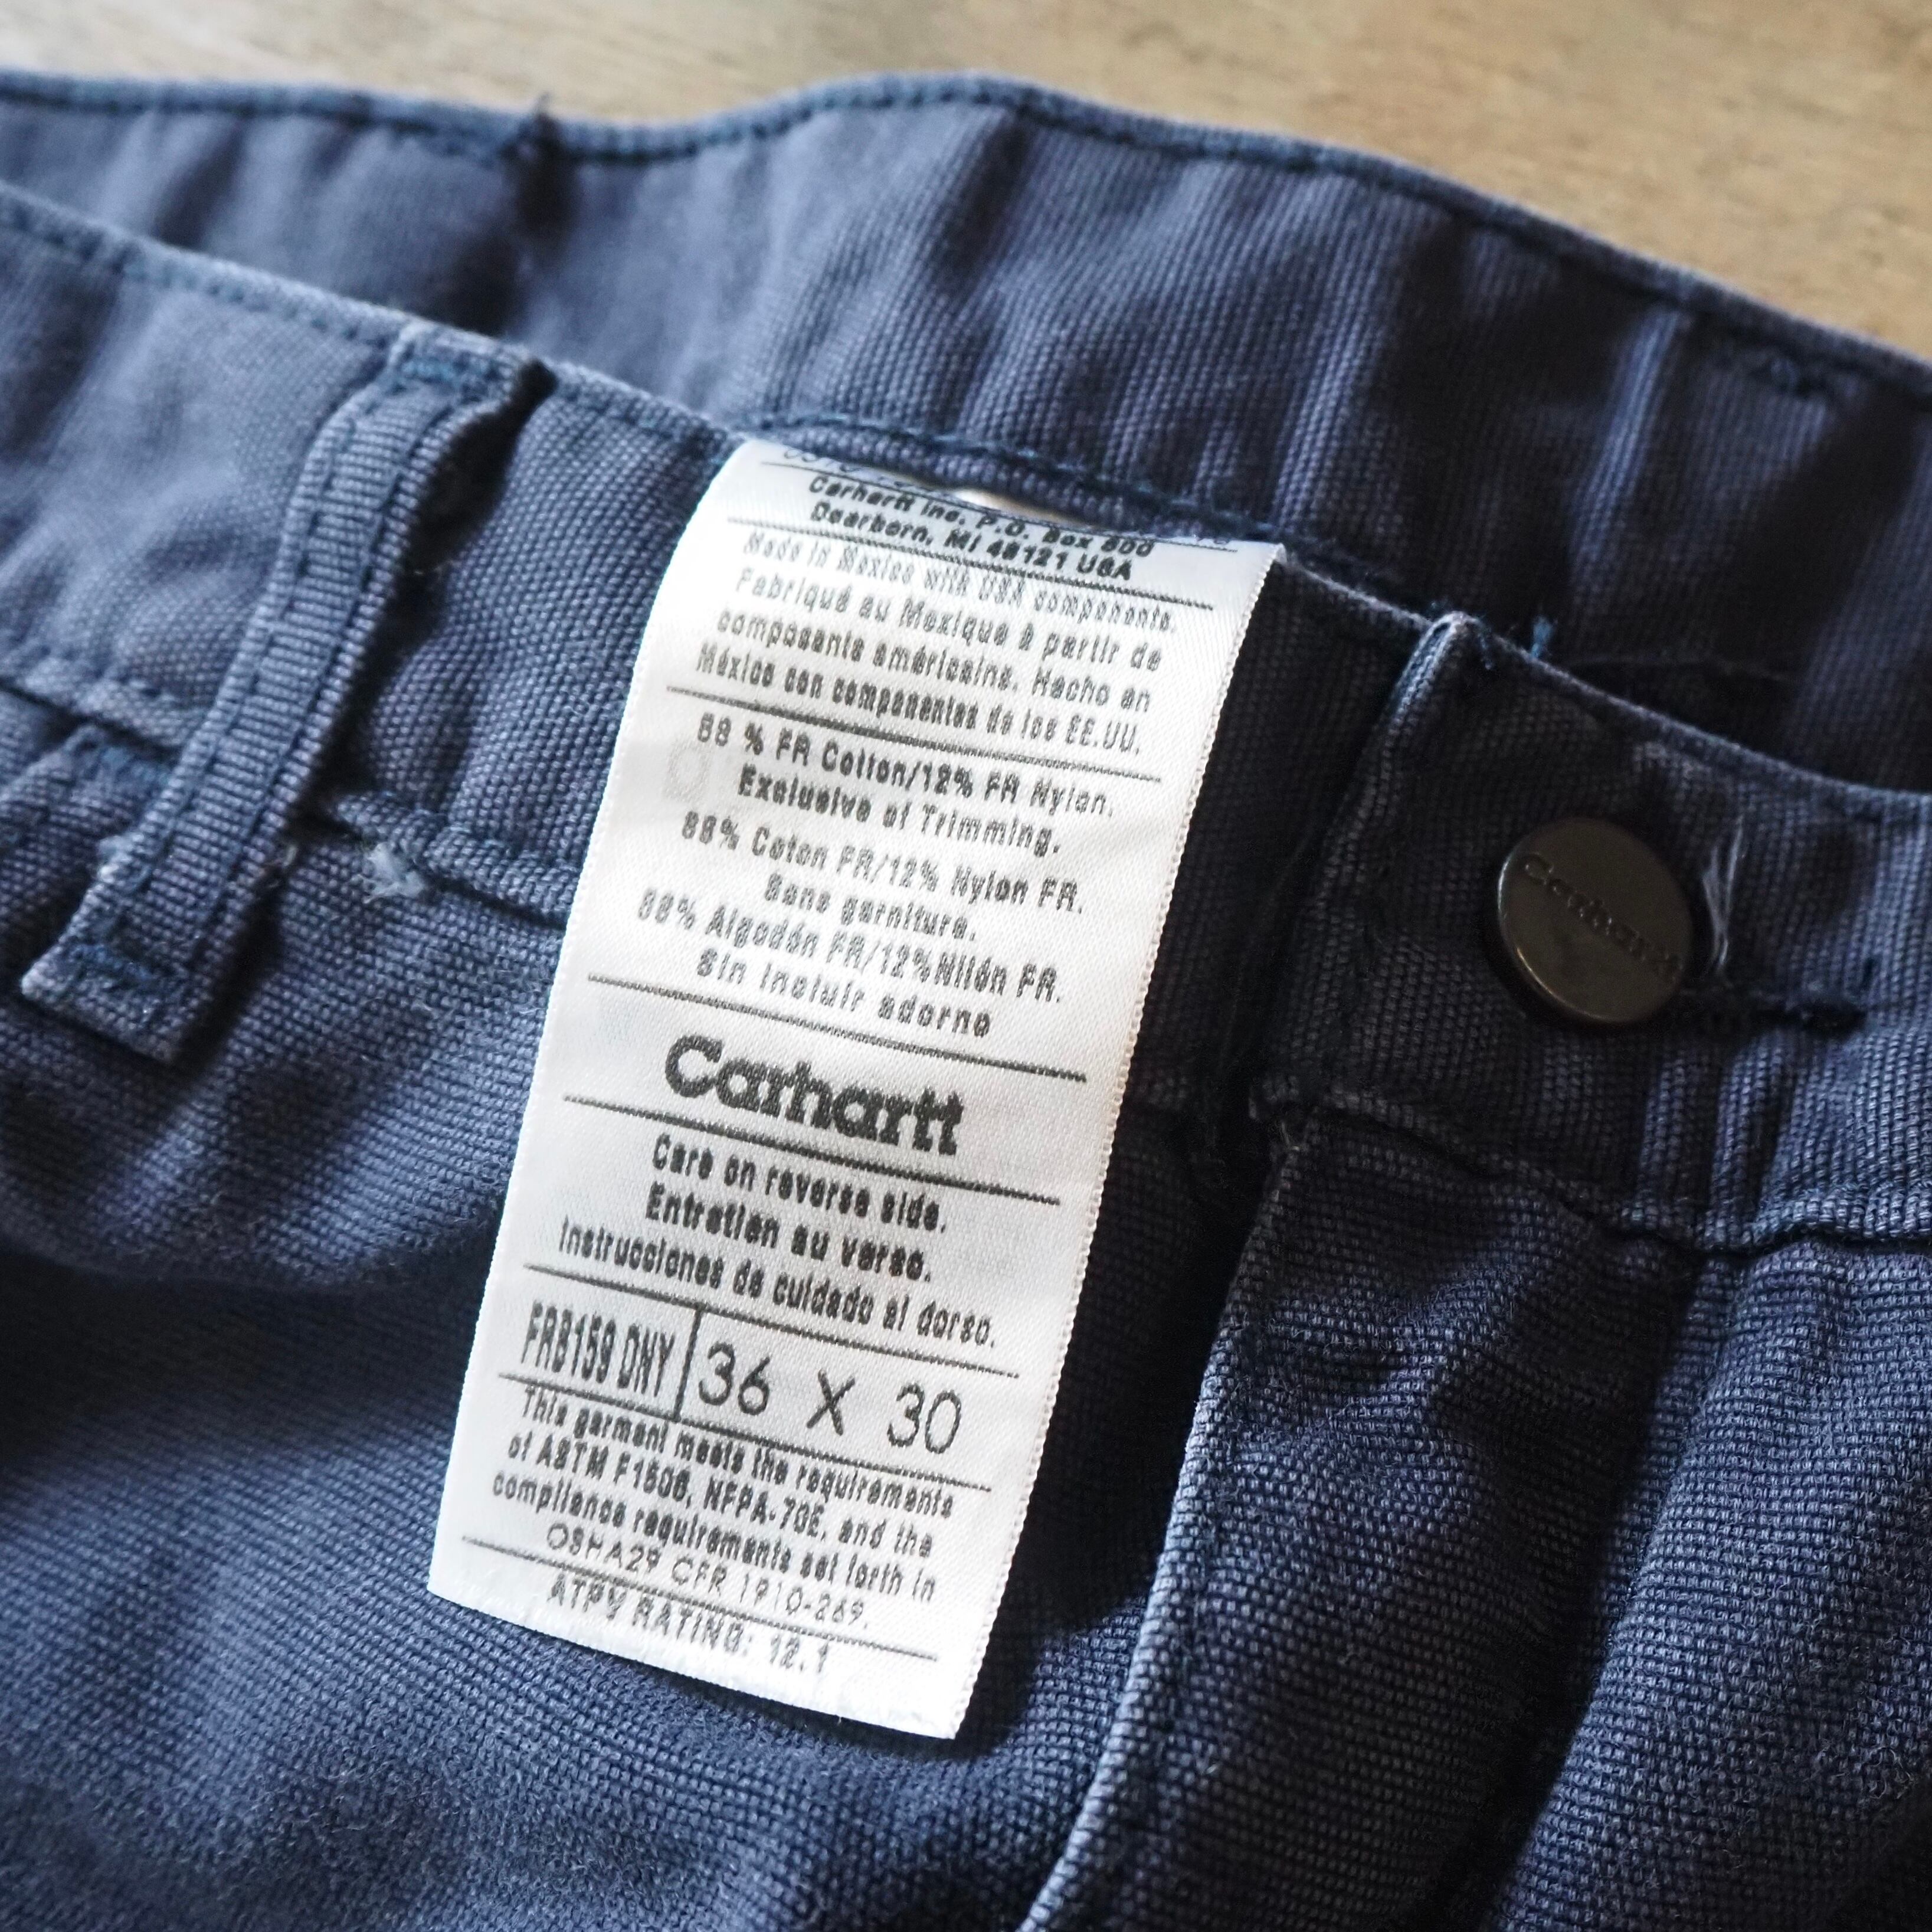 Carhartt Inc. P.O. Box 600
Dearborn, MI 48121 USA
Made in Mexico with USA components.
Fabriqué au Mexique à partir de
composants américains. Hecho en
México con componentes de los EE.UU.
88 % FR Cotton/12% FR Nylon.
Exclusive of Trimming.
88% Coton FR/12% Nylon FR.
Sans garniture.
88% Algodón FR/12%Nilón FR.
Sin incluir adorno
Carhartt
Care on reverse side.
Entretien au verso.
Instrucciones de cuidado al dorso.
FRB159 DNY 36 X 30
This garment meets the requirements
of ASTM F1506, NFPA-70E, and the
compliance requirements set forth in
OSHA29 CFR 1910-269.
ATPV RATING: 12.1
Carhartt